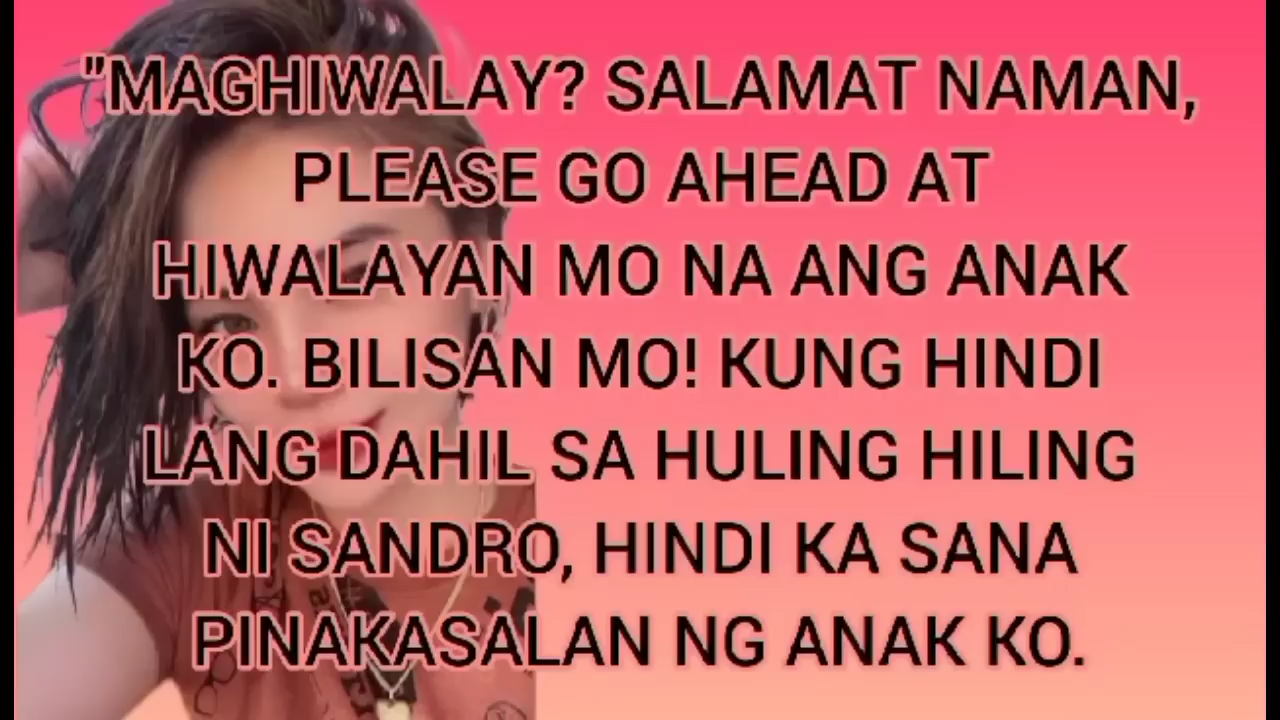 "MAGHIWALAY? SALAMAT NAMAN,
PLEASE GO AHEAD AT
HIWALAYAN MO NA ANG ANAK
KO. BILISAN MO! KUNG HINDI
LANG DAHIL SA HULING HILING
NI SANDRO, HINDI KA SANA
PINAKASALAN NG ANAK KO.